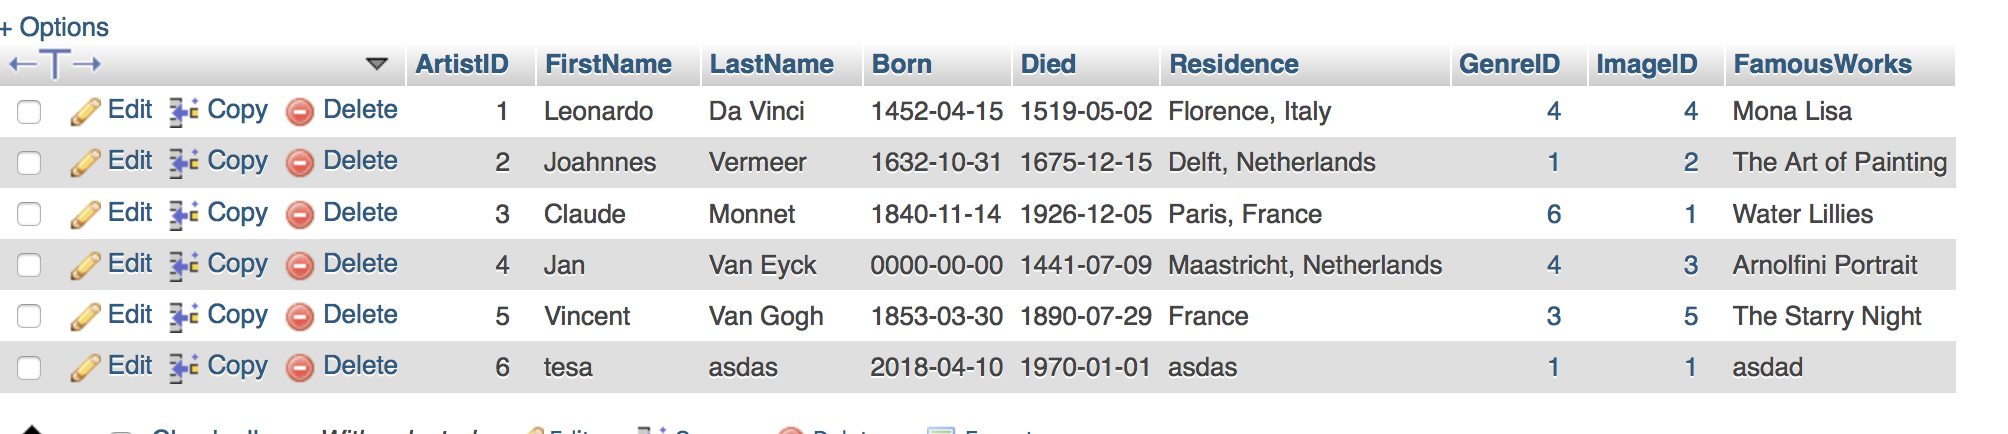 + Options
←T→ ArtistID FirstName LastName Born Died Residence GenreID ImageID FamousWorks
Edit Copy Delete 1 Leonardo Da Vinci 1452-04-15 1519-05-02 Florence, Italy 4 4 Mona Lisa
Edit Copy Delete 2 Joahnnes Vermeer 1632-10-31 1675-12-15 Delft, Netherlands 1 2 The Art of Painting
Edit Copy Delete 3 Claude Monnet 1840-11-14 1926-12-05 Paris, France 6 1 Water Lillies
Edit Copy Delete 4 Jan Van Eyck 0000-00-00 1441-07-09 Maastricht, Netherlands 4 3 Arnolfini Portrait
Edit Copy Delete 5 Vincent Van Gogh 1853-03-30 1890-07-29 France 3 5 The Starry Night
Edit Copy Delete 6 tesa asdas 2018-04-10 1970-01-01 asdas 1 1 asdad